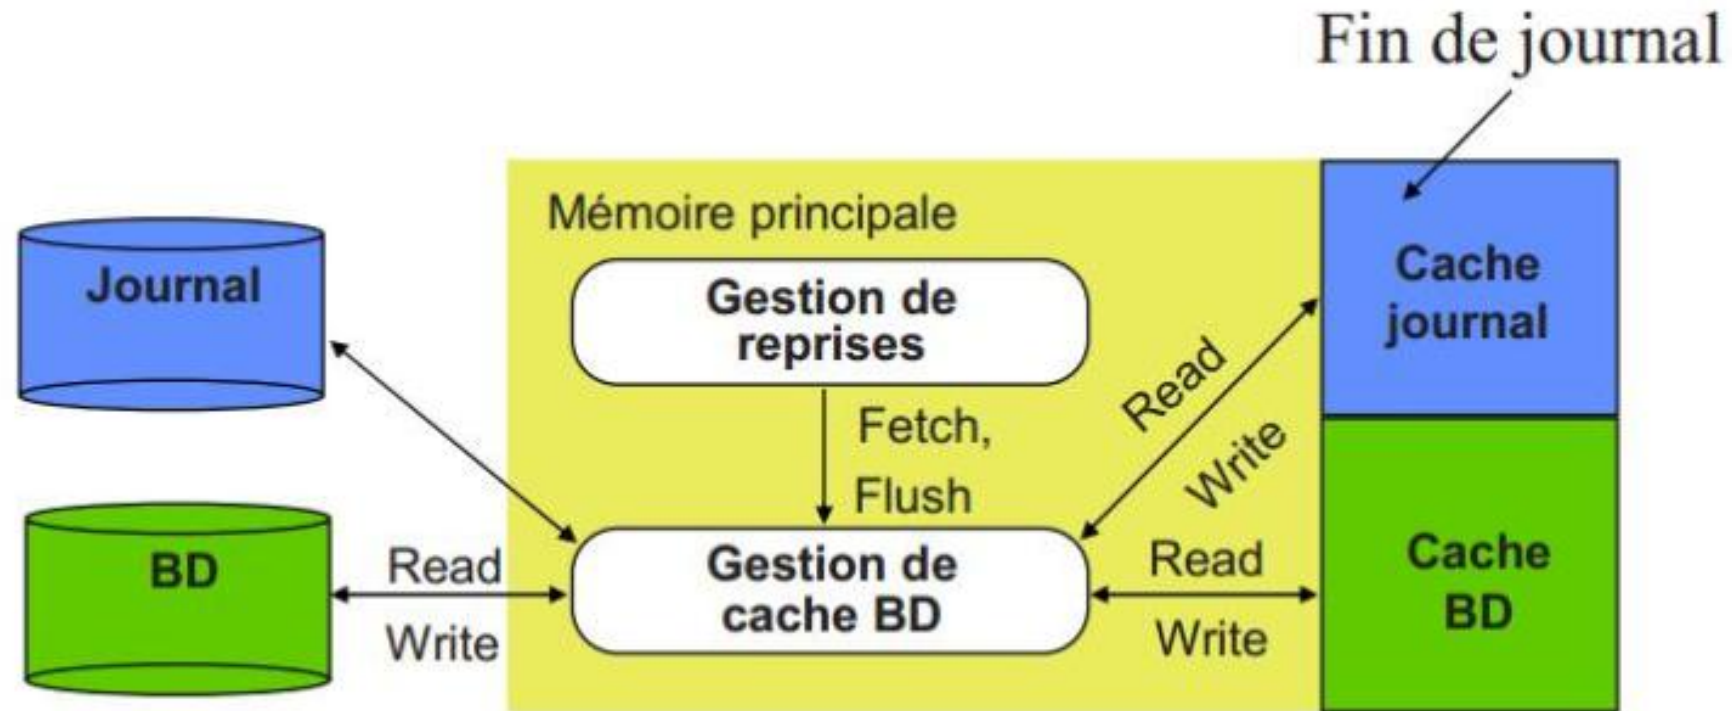 Fin de journal
Mémoire principale
Journal
Gestion de
reprises
Cache
journal
Fetch,
Flush
Read
Write
BD
Read
Write
Gestion de
cache BD
Read
Write
Cache
BD